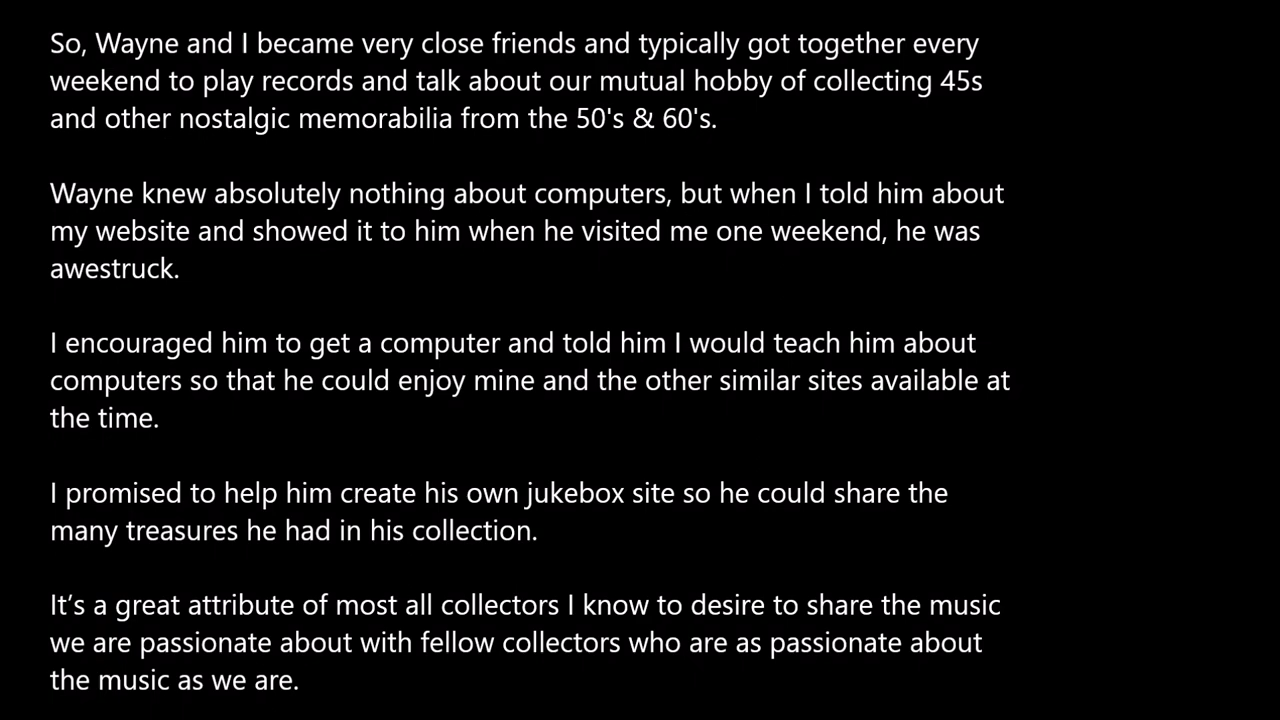 So, Wayne and I became very close friends and typically got together every
weekend to play records and talk about our mutual hobby of collecting 45s
and other nostalgic memorabilia from the 50's & 60's.
Wayne knew absolutely nothing about computers, but when I told him about
my website and showed it to him when he visited me one weekend, he was
awestruck.
I encouraged him to get a computer and told him I would teach him about
computers so that he could enjoy mine and the other similar sites available at
the time.
I promised to help him create his own jukebox site so he could share the
many treasures he had in his collection.
It’s a great attribute of most all collectors I know to desire to share the music
we are passionate about with fellow collectors who are as passionate about
the music as we are.